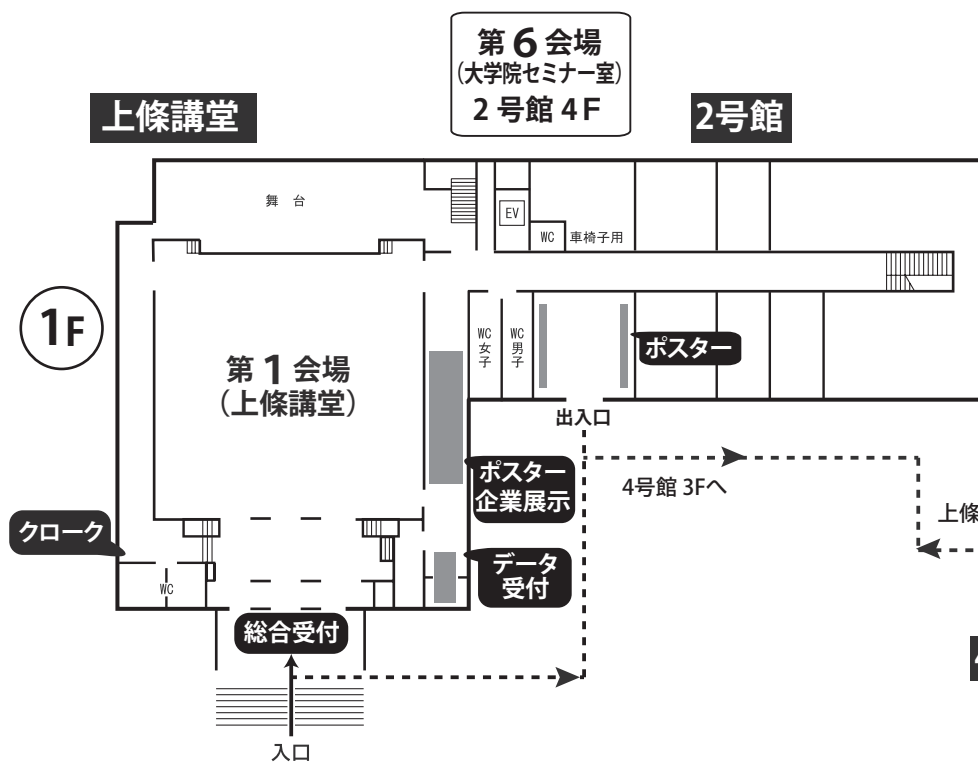 第6会場
（大学院セミナー室）
2号館 4F
上條講堂
2号館
舞　台
EV
WC
車椅子用
1F
WC
女子
WC
男子
ポスター
第1会場
（上條講堂）
出入口
ポスター
企業展示
4号館 3Fへ
上條
クローク
データ
受付
WC
総合受付
入口